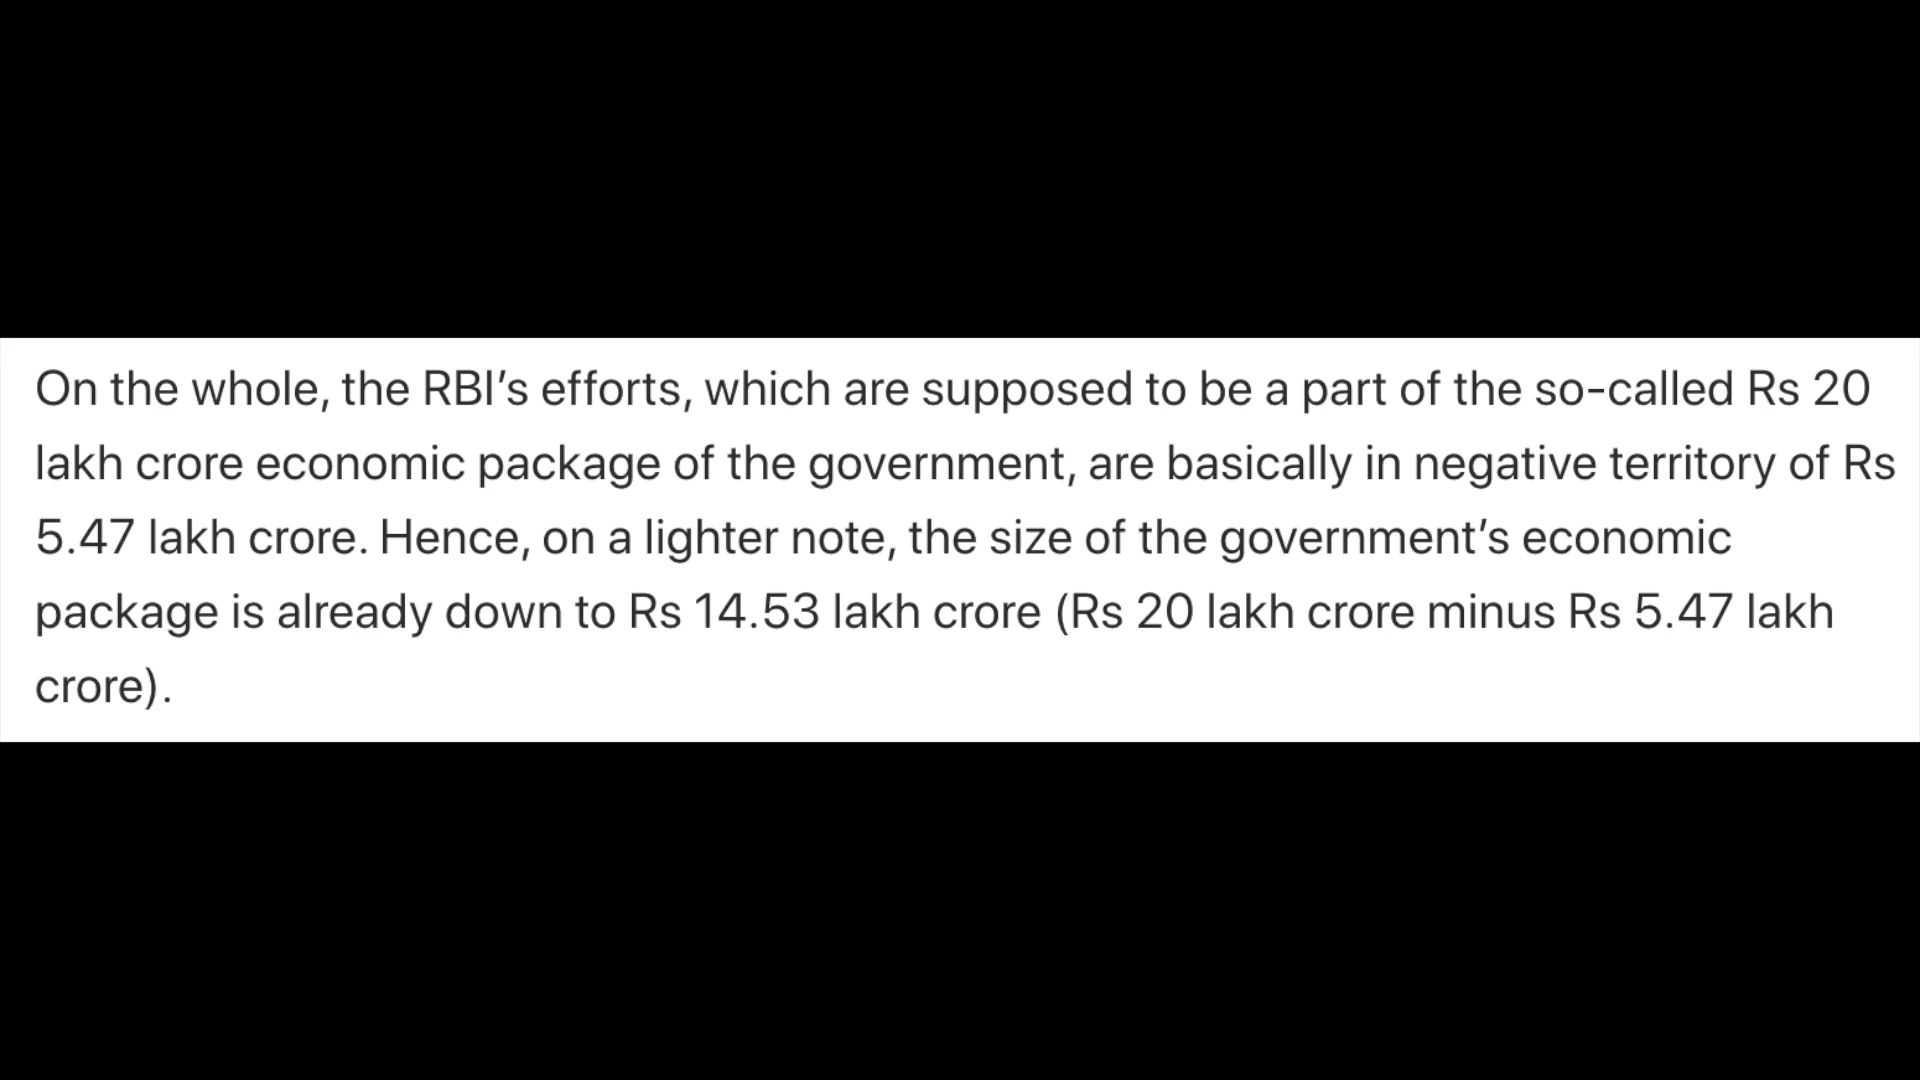 On the whole, the RBI’s efforts, which are supposed to be a part of the so-called Rs 20
lakh crore economic package of the government, are basically in negative territory of Rs
5.47 lakh crore. Hence, on a lighter note, the size of the government’s economic
package is already down to Rs 14.53 lakh crore (Rs 20 lakh crore minus Rs 5.47 lakh
crore).